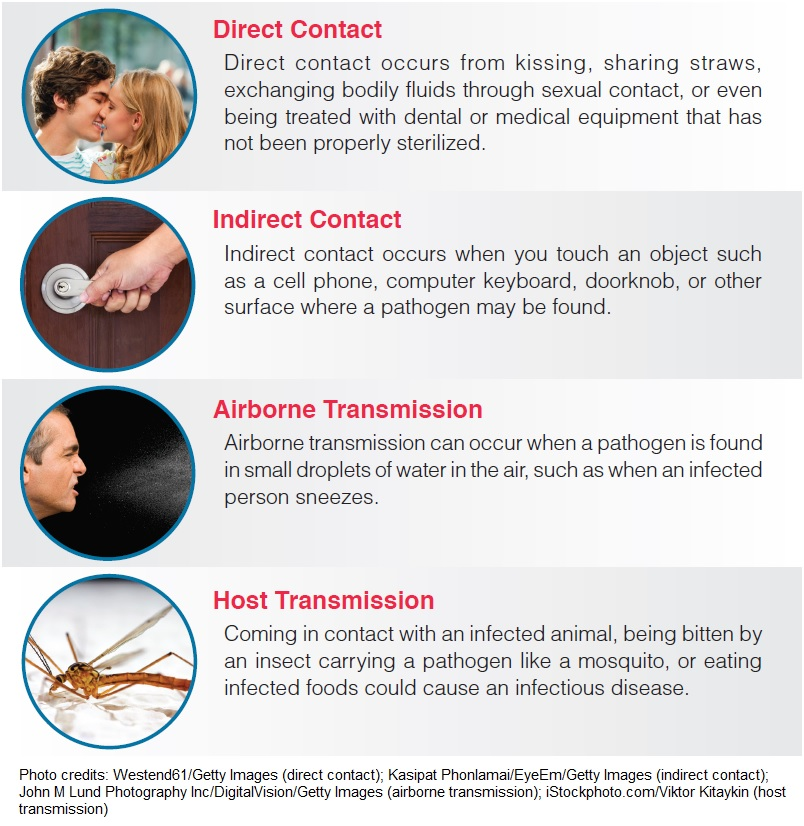 Direct Contact
Direct contact occurs from kissing, sharing straws,
exchanging bodily fluids through sexual contact, or even
being treated with dental or medical equipment that has
not been properly sterilized.
Indirect Contact
Indirect contact occurs when you touch an object such
as a cell phone, computer keyboard, doorknob, or other
surface where a pathogen may be found.
Airborne Transmission
Airborne transmission can occur when a pathogen is found
in small droplets of water in the air, such as when an infected
person sneezes.
Host Transmission
Coming in contact with an infected animal, being bitten by
an insect carrying a pathogen like a mosquito, or eating
infected foods could cause an infectious disease.
Photo credits: Westend61/Getty Images (direct contact); Kasipat Phonlamai/EyeEm/Getty Images (indirect contact);
John M Lund Photography Inc/DigitalVision/Getty Images (airborne transmission); iStockphoto.com/Viktor Kitaykin (host
transmission)